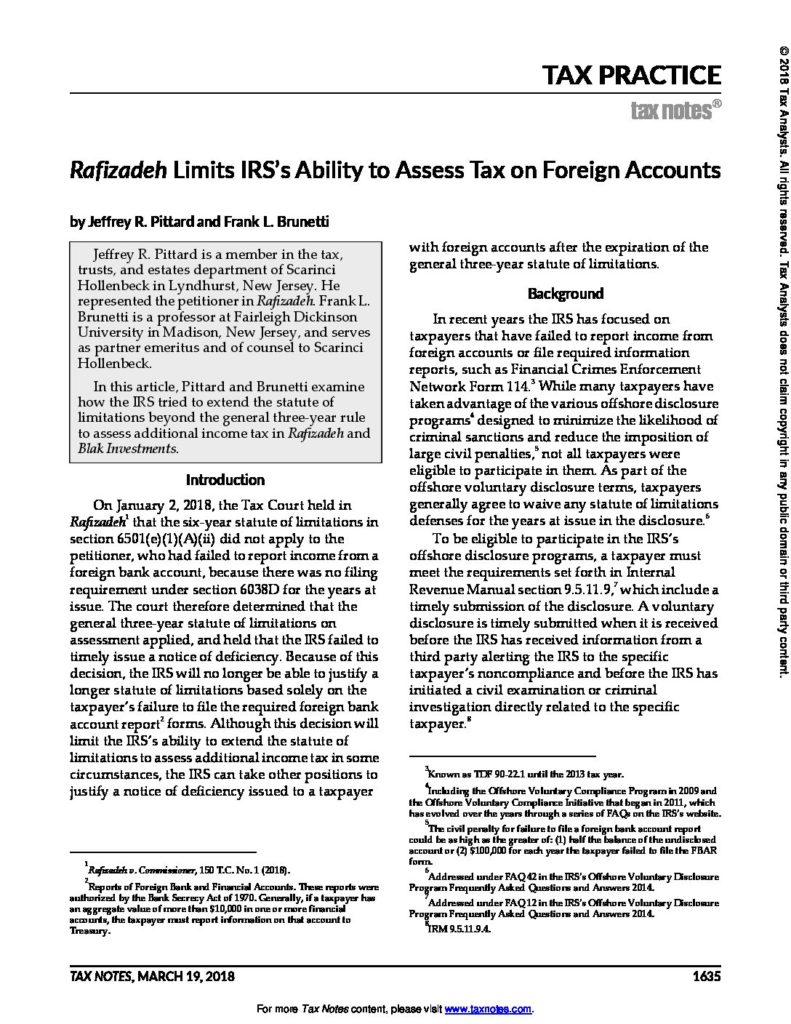 TAX PRACTICE
tax notes®
Rafizadeh Limits IRS's Ability to Assess Tax on Foreign Accounts
by Jeffrey R. Pittard and Frank L. Brunetti
Jeffrey R. Pittard is a member in the tax,
trusts, and estates department of Scarinci
Hollenbeck in Lyndhurst, New Jersey. He
represented the petitioner in Rafizadeh. Frank L.
Brunetti is a professor at Fairleigh Dickinson
University in Madison, New Jersey, and serves
as partner emeritus and of counsel to Scarinci
Hollenbeck.
In this article, Pittard and Brunetti examine
how the IRS tried to extend the statute of
limitations beyond the general three-year rule
to assess additional income tax in Rafizadeh and
Blak Investments.
Introduction
On January 2, 2018, the Tax Court held in
Rafizadeh1 that the six-year statute of limitations in
section 6501(e)(1)(A)(ii) did not apply to the
petitioner, who had failed to report income from a
foreign bank account, because there was no filing
requirement under section 6038D for the years at
issue. The court therefore determined that the
general three-year statute of limitations on
assessment applied, and held that the IRS failed to
timely issue a notice of deficiency. Because of this
decision, the IRS will no longer be able to justify a
longer statute of limitations based solely on the
taxpayer's failure to file the required foreign bank
account report2 forms. Although this decision will
limit the IRS's ability to extend the statute of
limitations to assess additional income tax in some
circumstances, the IRS can take other positions to
justify a notice of deficiency issued to a taxpayer
1Rafizadeh v. Commissioner, 150 T.C. No. 1 (2018).
2Reports of Foreign Bank and Financial Accounts. These reports were
authorized by the Bank Secrecy Act of 1970. Generally, if a taxpayer has
an aggregate value of more than $10,000 in one or more financial
accounts, the taxpayer must report information on that account to
Treasury.
with foreign accounts after the expiration of the
general three-year statute of limitations.
Background
In recent years the IRS has focused on
taxpayers that have failed to report income from
foreign accounts or file required information
reports, such as Financial Crimes Enforcement
Network Form 114.3 While many taxpayers have
taken advantage of the various offshore disclosure
programs4 designed to minimize the likelihood of
criminal sanctions and reduce the imposition of
large civil penalties,5 not all taxpayers were
eligible to participate in them. As part of the
offshore voluntary disclosure terms, taxpayers
generally agree to waive any statute of limitations
defenses for the years at issue in the disclosure.6
To be eligible to participate in the IRS's
offshore disclosure programs, a taxpayer must
meet the requirements set forth in Internal
Revenue Manual section 9.5.11.9,7 which include a
timely submission of the disclosure. A voluntary
disclosure is timely submitted when it is received
before the IRS has received information from a
third party alerting the IRS to the specific
taxpayer's noncompliance and before the IRS has
initiated a civil examination or criminal
investigation directly related to the specific
taxpayer.8
3Known as TDF 90-22.1 until the 2013 tax year.
4Including the Offshore Voluntary Compliance Program in 2009 and
the Offshore Voluntary Compliance Initiative that began in 2011, which
has evolved over the years through a series of FAQs on the IRS's website.
5The civil penalty for failure to file a foreign bank account report
could be as high as the greater of: (1) half the balance of the undisclosed
account or (2) $100,000 for each year the taxpayer failed to file the FBAR
form.
6Addressed under FAQ 42 in the IRS's Offshore Voluntary Disclosure
Program Frequently Asked Questions and Answers 2014.
7Addressed under FAQ 12 in the IRS's Offshore Voluntary Disclosure
Program Frequently Asked Questions and Answers 2014.
8IRM 9.5.11.9.4.
TAX NOTES, MARCH 19, 2018 1635
For more Tax Notes content, please visit www.taxnotes.com.
© 2018 Tax Analysts. All rights reserved. Tax Analysts does not claim copyright in any public domain or third party content.